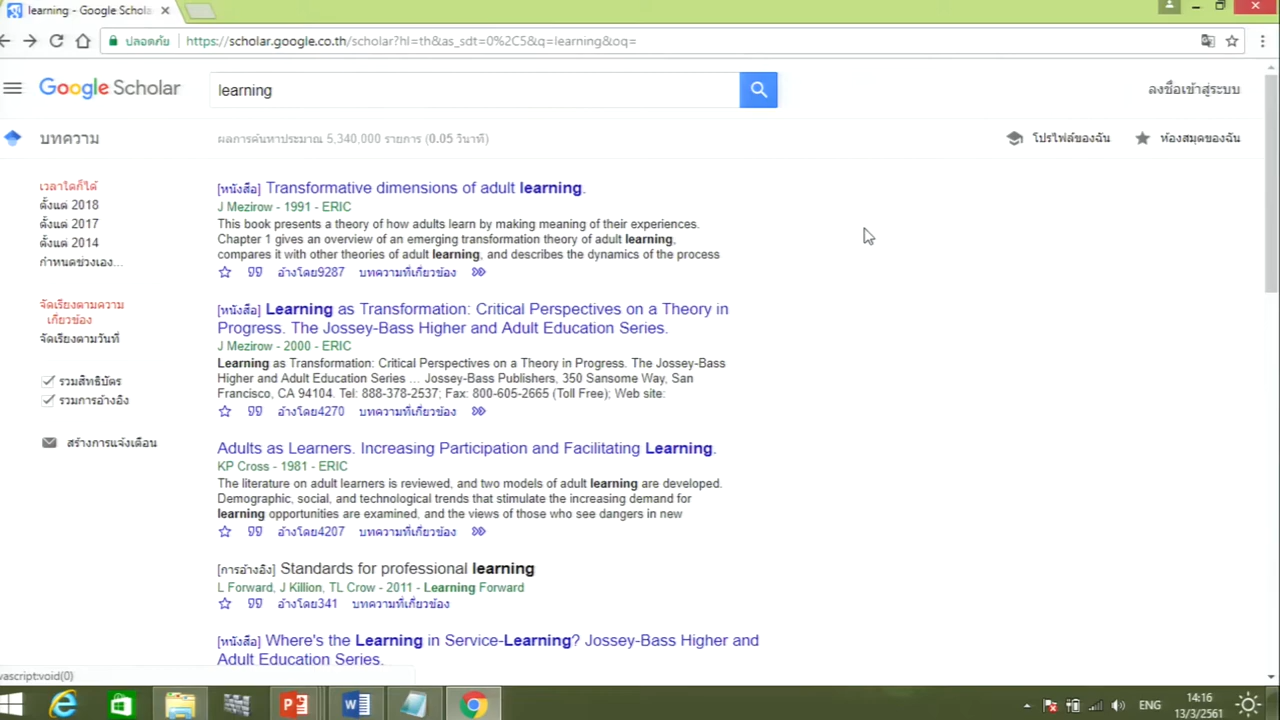 learning - Google Schola
ปลอดภัย https://scholar.google.co.th/scholar?hl=th&as_sdt=0%2C5&q=learning&oq=
Google Scholar
learning
ลงชื่อเข้าสู่ระบบ
บทความ
ผลการค้นหาประมาณ 5,340,000 รายการ (0.05 วินาที)
โปรไฟล์ของฉัน
ห้องสมุดของฉัน
เวลาใดก็ได้
ตั้งแต่ 2018
ตั้งแต่ 2017
ตั้งแต่ 2014
กำหนดช่วงเอง...
จัดเรียงตามความ
เกี่ยวข้อง
จัดเรียงตามวันที่
รวมสิทธิบัตร
รวมการอ้างอิง
สร้างการแจ้งเตือน
[หนังสือ] Transformative dimensions of adult learning.
J Mezirow - 1991 - ERIC
This book presents a theory of how adults learn by making meaning of their experiences.
Chapter 1 gives an overview of an emerging transformation theory of adult learning,
compares it with other theories of adult learning, and describes the dynamics of the process
อ้างโดย9287 บทความที่เกี่ยวข้อง
[หนังสือ] Learning as Transformation: Critical Perspectives on a Theory in
Progress. The Jossey-Bass Higher and Adult Education Series.
J Mezirow - 2000 - ERIC
Learning as Transformation: Critical Perspectives on a Theory in Progress. The Jossey-Bass
Higher and Adult Education Series ... Jossey-Bass Publishers, 350 Sansome Way, San
Francisco, CA 94104. Tel: 888-378-2537; Fax: 800-605-2665 (Toll Free); Web site:
อ้างโดย4270 บทความที่เกี่ยวข้อง
Adults as Learners. Increasing Participation and Facilitating Learning.
KP Cross - 1981 - ERIC
The literature on adult learners is reviewed, and two models of adult learning are developed.
Demographic, social, and technological trends that stimulate the increasing demand for
learning opportunities are examined, and the views of those who see dangers in new
อ้างโดย4207 บทความที่เกี่ยวข้อง
[การอ้างอิง] Standards for professional learning
L Forward, J Killion, TL Crow - 2011 - Learning Forward
อ้างโดย341 บทความที่เกี่ยวข้อง
[หนังสือ] Where's the Learning in Service-Learning? Jossey-Bass Higher and
Adult Education Series.
vascript:void(0)
ENG
14:16
13/3/2561